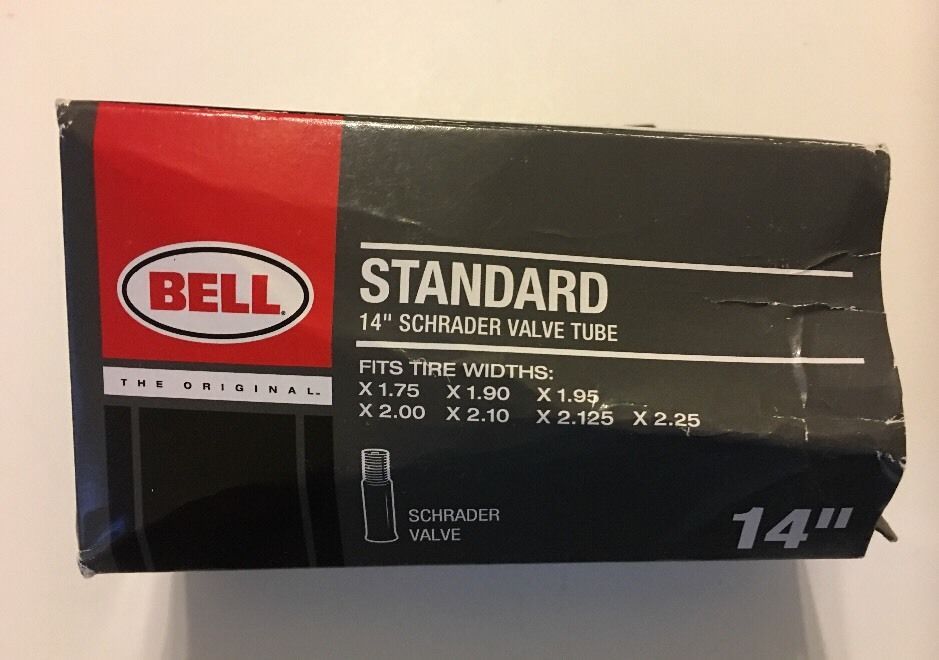 BELL
THE ORIGINAL
STANDARD
14" SCHRADER VALVE TUBE
FITS TIRE WIDTHS:
X 1.75 X 1.90 X 1.95
X 2.00 X 2.10 X 2.125 X 2.25
SCHRADER
VALVE
14"